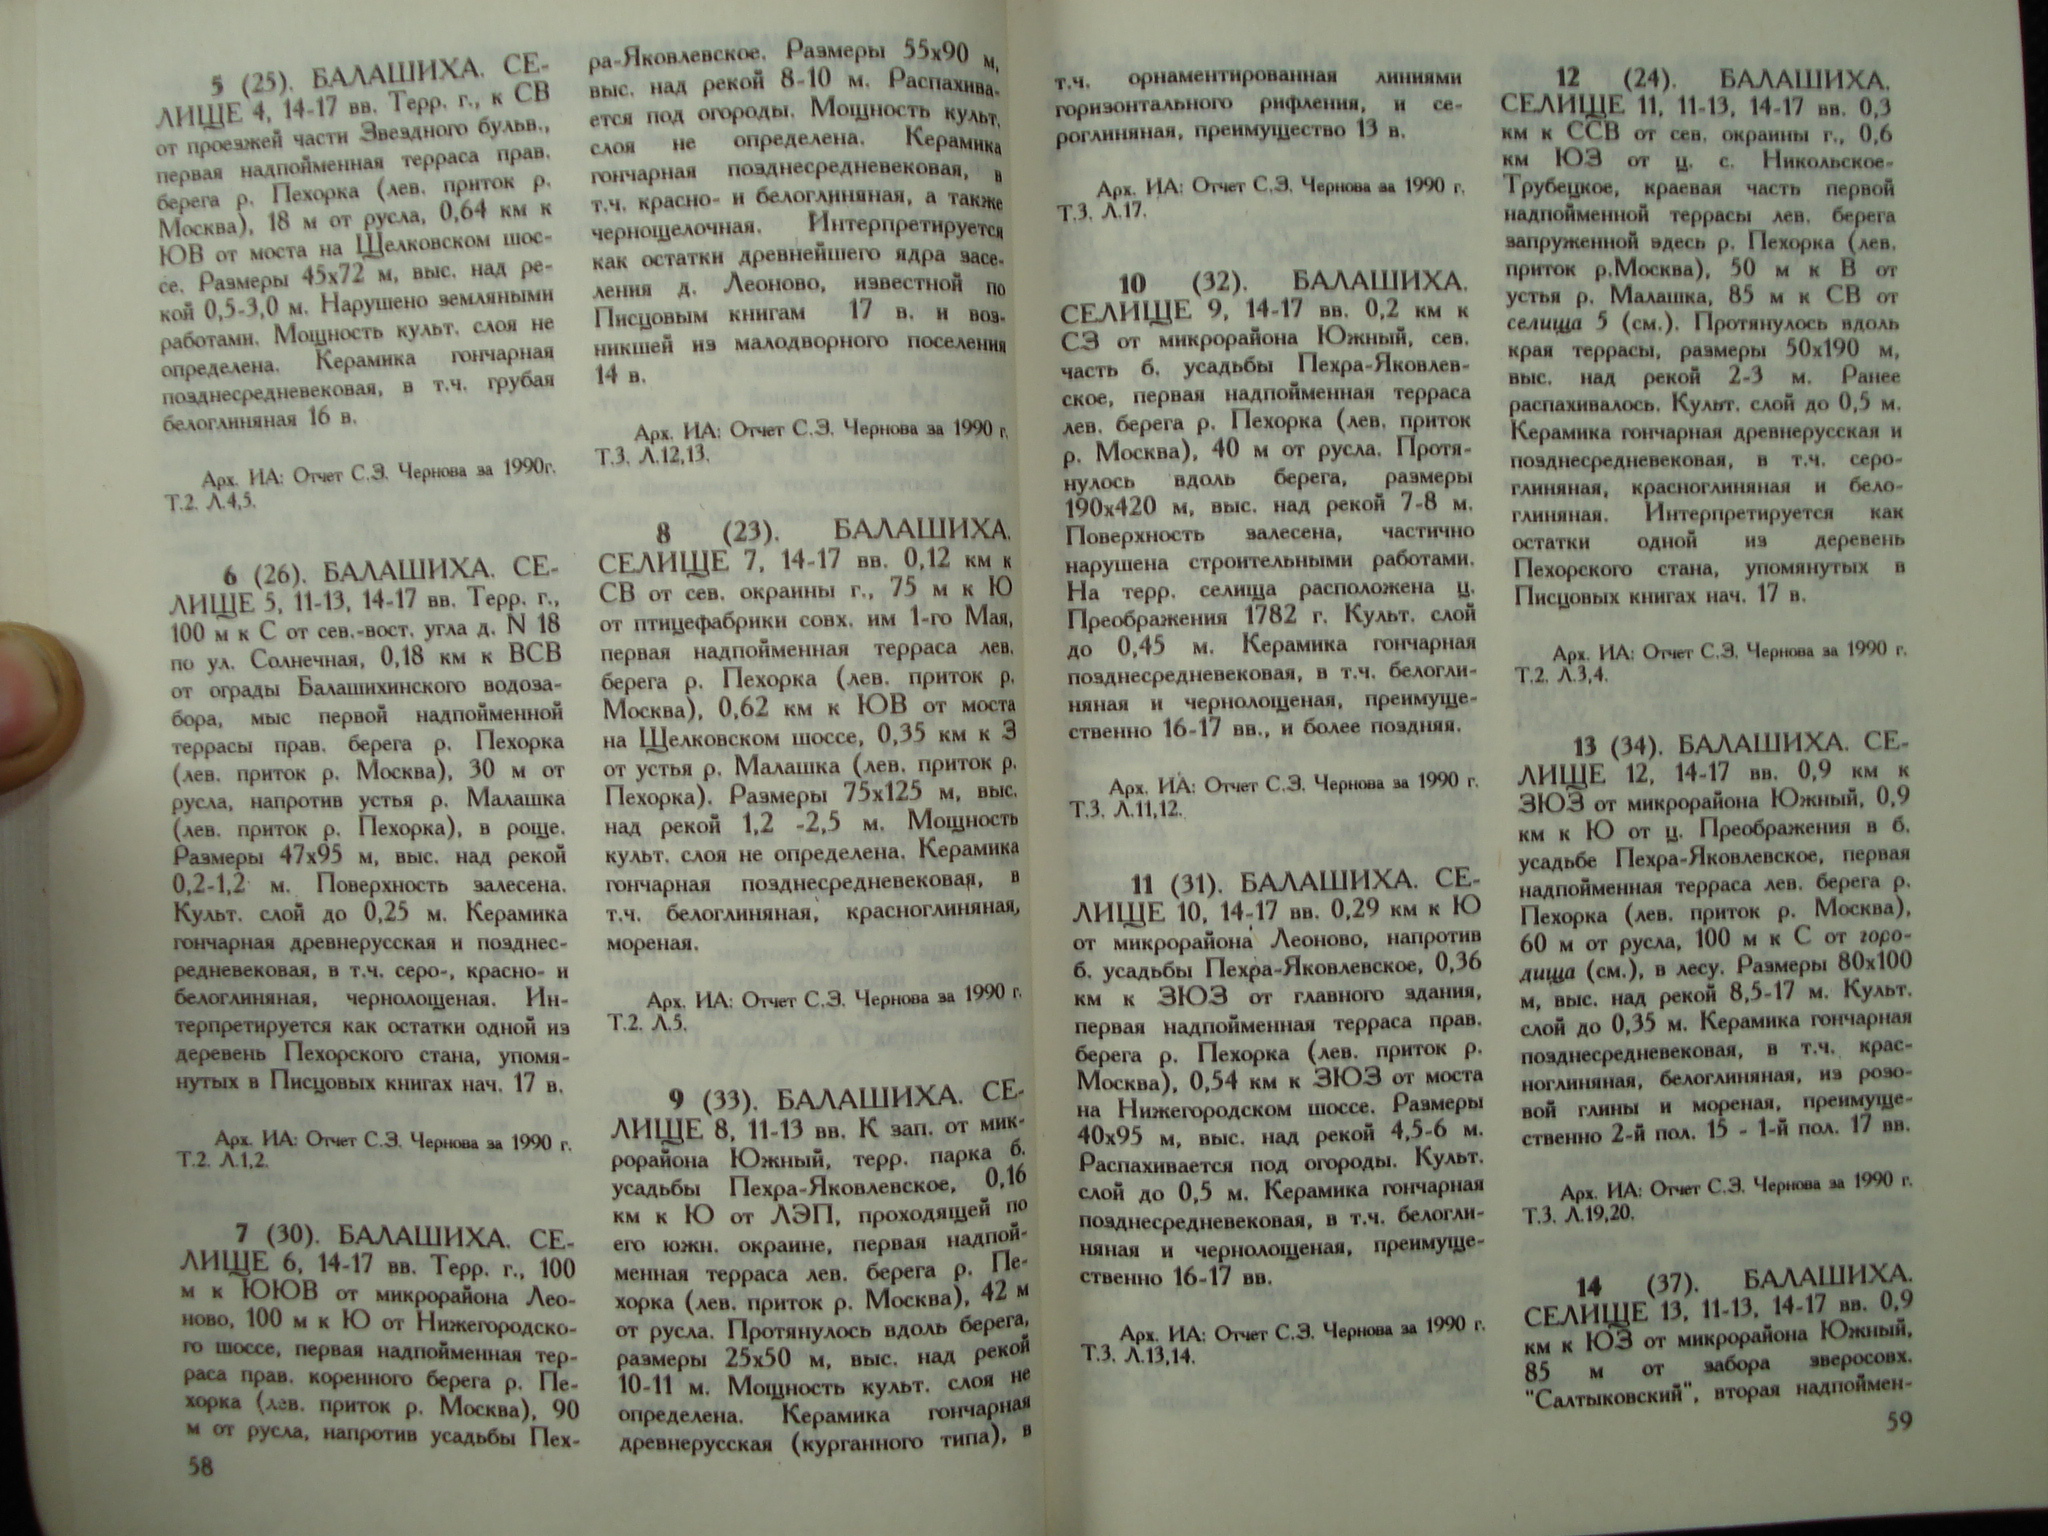 5 (25). БАЛАШИХА. СЕ-
ЛИЩЕ 4, 14-17 вв. Терр. г., к СВ
от проезжей части Звездного бульв.,
первая надпойменная терраса прав.
берега р. Пехорка (лев. приток р.
Москва), 18 м от русла, 0,64 км к
ЮВ от моста на Щелковском шос-
се. Размеры 45х72 м, выс. над ре-
кой 0,5-3,0 м. Нарушено земляными
работами. Мощность культ. слоя не
определена. Керамика гончарная
позднесредневековая, в т.ч. грубая
белоглиняная 16 в.
Арх. ИА: Отчет С.Э. Чернова за 1990г.
Т.2. Л.4,5.
6 (26). БАЛАШИХА. СЕ-
ЛИЩЕ 5, 11-13, 14-17 вв. Терр. г.,
100 м к С от сев.-вост. угла д. N 18
по ул. Солнечная, 0,18 км к ВСВ
от ограды Балашихинского водоза-
бора, мыс первой надпойменной
террасы прав. берега р. Пехорка
(лев. приток р. Москва), 30 м от
русла, напротив устья р. Малашка
(лев. приток р. Пехорка), в роще.
Размеры 47х95 м, выс. над рекой
0,2-1,2 м. Поверхность залесена.
Культ. слой до 0,25 м. Керамика
гончарная древнерусская и позднес-
редневековая, в т.ч. серо-, красно- и
белоглиняная, чернолощеная. Ин-
терпретируется как остатки одной из
деревень Пехорского стана, упомя-
нутых в Писцовых книгах нач. 17 в.
Арх. ИА: Отчет С.Э. Чернова за 1990 г.
Т.2. Л.1,2.
7 (30). БАЛАШИХА. СЕ-
ЛИЩЕ 6, 14-17 вв. Терр. г., 100
м к ЮЮВ от микрорайона Лео-
ново, 100 м к Ю от Нижегородско-
го шоссе, первая надпойменная тер-
раса прав. коренного берега р. Пе-
хорка (лев. приток р. Москва), 90
м от русла, напротив усадьбы Пех-
58
ра-Яковлевское. Размеры 55х90 м,
выс. над рекой 8-10 м. Распахива-
ется под огороды. Мощность культ.
слоя не определена. Керамика
гончарная позднесредневековая, в
т.ч. красно- и белоглиняная, а также
чернощелочная. Интерпретируется
как остатки древнейшего ядра засе-
ления д. Леоново, известной по
Писцовым книгам 17 в. и воз-
никшей из малодворного поселения
14 в.
Арх. ИА: Отчет С.Э. Чернова за 1990 г.
Т.3. Л.12,13.
8 (23). БАЛАШИХА.
СЕЛИЩЕ 7, 14-17 вв. 0,12 км к
СВ от сев. окраины г., 75 м к Ю
от птицефабрики совх. им 1-го Мая,
первая надпойменная терраса лев.
берега р. Пехорка (лев. приток р.
Москва), 0,62 км к ЮВ от моста
на Щелковском шоссе, 0,35 км к З
от устья р. Малашка (лев. приток р.
Пехорка). Размеры 75х125 м, выс.
над рекой 1,2 -2,5 м. Мощность
культ. слоя не определена. Керамика
гончарная позднесредневековая, в
т.ч. белоглиняная, красноглиняная,
мореная.
Арх. ИА: Отчет С.Э. Чернова за 1990 г.
Т.2. Л.5.
9 (33). БАЛАШИХА. СЕ-
ЛИЩЕ 8, 11-13 вв. К зап. от мик-
рорайона Южный, терр. парка б.
усадьбы Пехра-Яковлевское, 0,16
км к Ю от ЛЭП, проходящей по
его южн. окраине, первая надпой-
менная терраса лев. берега р. Пе-
хорка (лев. приток р. Москва), 42 м
от русла. Протянулось вдоль берега,
размеры 25х50 м, выс. над рекой
10-11 м. Мощность культ. слоя не
определена. Керамика гончарная
древнерусская (курганного типа), в
т.ч. орнаментированная линиями
горизонтального рифления, и се-
роглиняная, преимущество 13 в.
Арх. ИА: Отчет С.Э. Чернова за 1990 г.
Т.3. Л.17.
10 (32). БАЛАШИХА.
СЕЛИЩЕ 9, 14-17 вв. 0,2 км к
СЗ от микрорайона Южный, сев.
часть б. усадьбы Пехра-Яковлев-
ское, первая надпойменная терраса
лев. берега р. Пехорка (лев. приток
р. Москва), 40 м от русла. Протя-
нулось вдоль берега, размеры
190х420 м, выс. над рекой 7-8 м.
Поверхность залесена, частично
нарушена строительными работами.
На терр. селища расположена ц.
Преображения 1782 г. Культ. слой
до 0,45 м. Керамика гончарная
позднесредневековая, в т.ч. белогли-
няная и чернолощеная, преимуще-
ственно 16-17 вв., и более поздняя.
Арх. ИА: Отчет С.Э. Чернова за 1990 г.
Т.3. Л.11,12.
11 (31). БАЛАШИХА. СЕ-
ЛИЩЕ 10, 14-17 вв. 0,29 км к Ю
от микрорайона Леоново, напротив
б. усадьбы Пехра-Яковлевское, 0,36
км к ЗЮЗ от главного здания,
первая надпойменная терраса прав.
берега р. Пехорка (лев. приток р.
Москва), 0,54 км к ЗЮЗ от моста
на Нижегородском шоссе. Размеры
40х95 м, выс. над рекой 4,5-6 м.
Распахивается под огороды. Культ.
слой до 0,5 м. Керамика гончарная
позднесредневековая, в т.ч. белогли-
няная и чернолощеная, преимуще-
ственно 16-17 вв.
Арх. ИА: Отчет С.Э. Чернова за 1990 г.
Т.3. Л.13,14.
12 (24). БАЛАШИХА.
СЕЛИЩЕ 11, 11-13, 14-17 вв. 0,3
км к ССВ от сев. окраины г., 0,6
км ЮЗ от ц. с. Никольское-
Трубецкое, краевая часть первой
надпойменной террасы лев. берега
запруженной здесь р. Пехорка (лев.
приток р.Москва), 50 м к В от
устья р. Малашка, 85 м к СВ от
селища 5 (см.). Протянулось вдоль
края террасы, размеры 50х190 м,
выс. над рекой 2-3 м. Ранее
распахивалось. Культ. слой до 0,5 м.
Керамика гончарная древнерусская и
позднесредневековая, в т.ч. серо-
глиняная, красноглиняная и бело-
глиняная. Интерпретируется как
остатки одной из деревень
Пехорского стана, упомянутых в
Писцовых книгах нач. 17 в.
Арх. ИА: Отчет С.Э. Чернова за 1990 г.
Т.2. Л.3,4.
13 (34). БАЛАШИХА. СЕ-
ЛИЩЕ 12, 14-17 вв. 0,9 км к
ЗЮЗ от микрорайона Южный, 0,9
км к Ю от ц. Преображения в б.
усадьбе Пехра-Яковлевское, первая
надпойменная терраса лев. берега р.
Пехорка (лев. приток р. Москва),
60 м от русла, 100 м к С от горо-
дища (см.), в лесу. Размеры 80х100
м, выс. над рекой 8,5-17 м. Культ.
слой до 0,35 м. Керамика гончарная
позднесредневековая, в т.ч. крас-
ноглиняная, белоглиняная, из розо-
вой глины и мореная, преимуще-
ственно 2-й пол. 15 - 1-й пол. 17 вв.
Арх. ИА: Отчет С.Э. Чернова за 1990 г.
Т.3. Л.19,20.
14 (37). БАЛАШИХА.
СЕЛИЩЕ 13, 11-13, 14-17 вв. 0,9
км к ЮЗ от микрорайона Южный,
85 м от забора зверосовх.
"Салтыковский", вторая надпоймен-
59